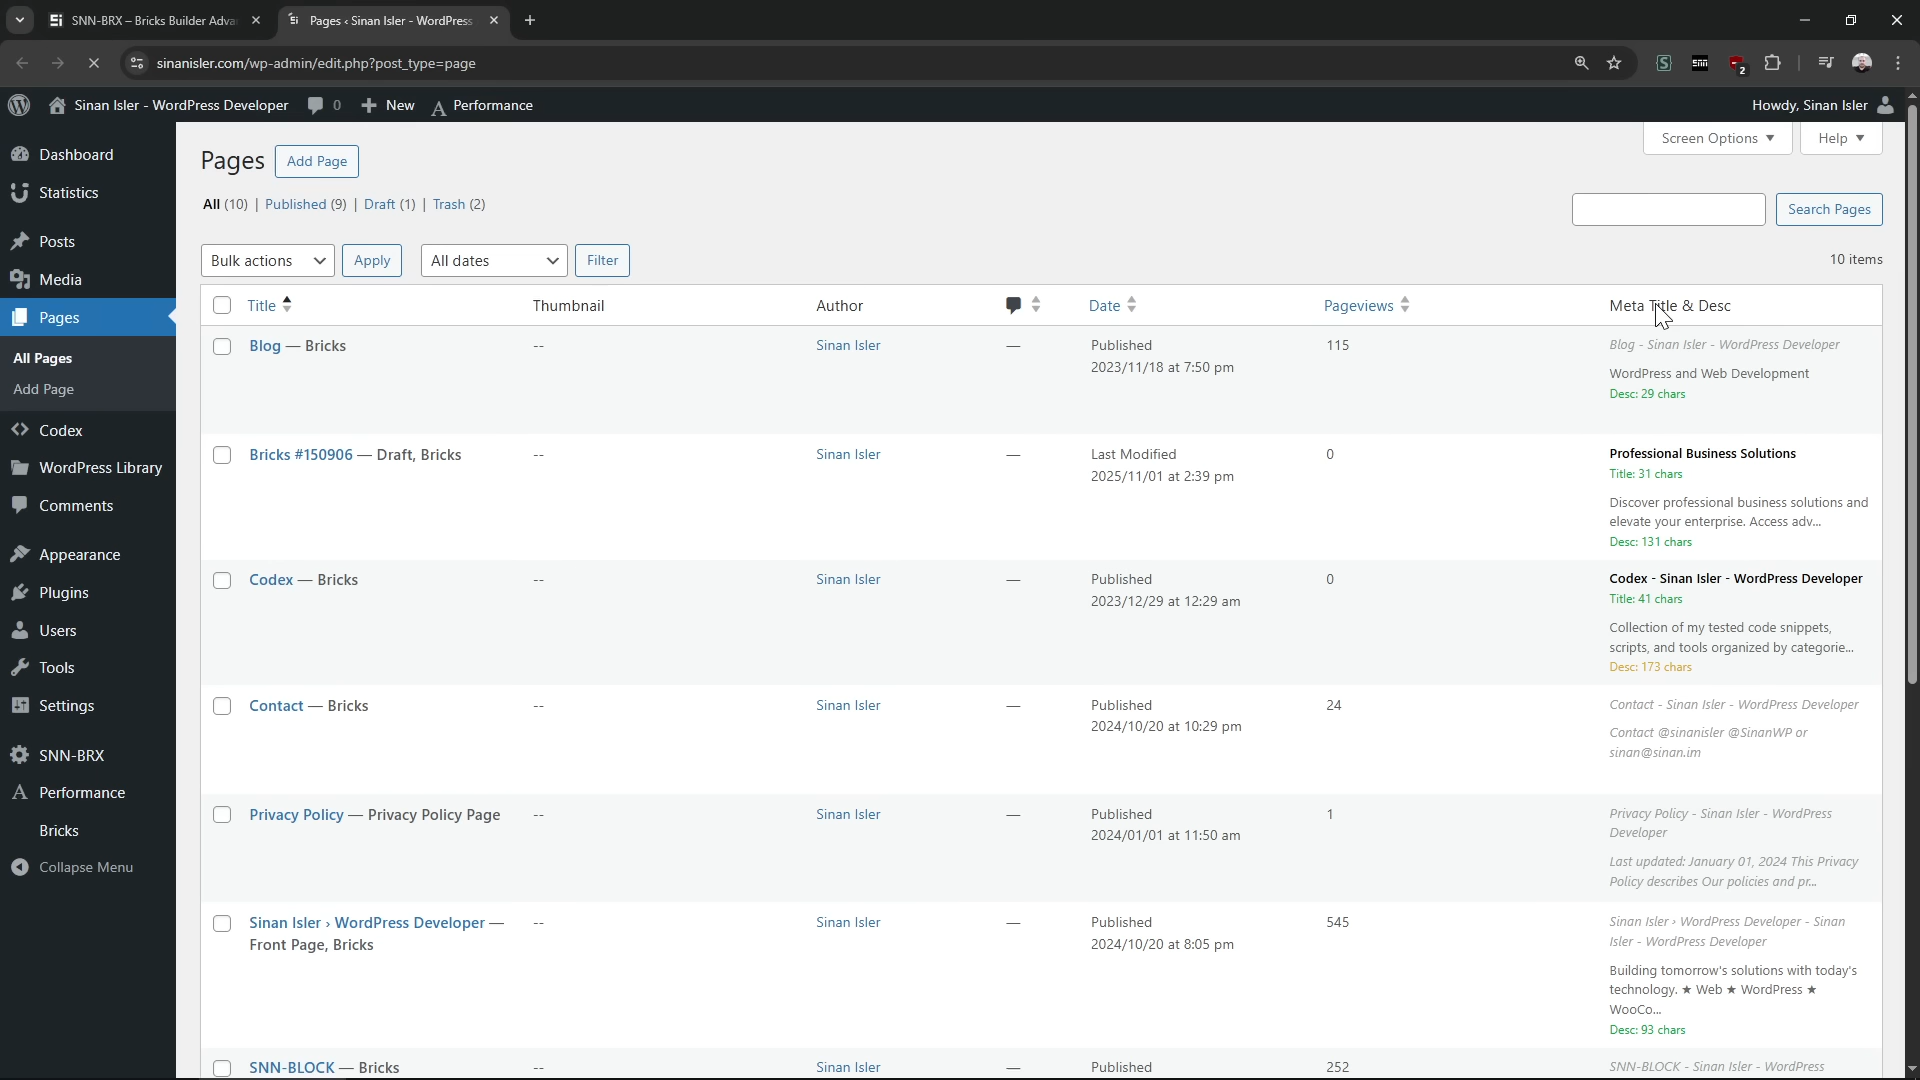 SNN-BRX – Bricks Builder Adva
Pages ‹ Sinan Isler - WordPress
sinanisler.com/wp-admin/edit.php?post_type=page
2
Sinan Isler - WordPress Developer
0
New
Performance
Howdy, Sinan Isler
Dashboard
Statistics
Posts
Media
Pages
All Pages
Add Page
Codex
WordPress Library
Comments
Appearance
Plugins
Users
Tools
Settings
SNN-BRX
Performance
Bricks
Collapse Menu
Screen Options
Help
Pages
Add Page
All (10) | Published (9) | Draft (1) | Trash (2)
Search Pages
Bulk actions
Apply
All dates
Filter
10 items
Title
Thumbnail
Author
Date
Pageviews
Meta Title & Desc
Blog — Bricks
--
Sinan Isler
—
Published
2023/11/18 at 7:50 pm
115
Blog - Sinan Isler - WordPress Developer
WordPress and Web Development
Desc: 29 chars
Bricks #150906 — Draft, Bricks
--
Sinan Isler
—
Last Modified
2025/11/01 at 2:39 pm
0
Professional Business Solutions
Title: 31 chars
Discover professional business solutions and
elevate your enterprise. Access adv...
Desc: 131 chars
Codex — Bricks
--
Sinan Isler
—
Published
2023/12/29 at 12:29 am
0
Codex - Sinan Isler - WordPress Developer
Title: 41 chars
Collection of my tested code snippets,
scripts, and tools organized by categorie...
Desc: 173 chars
Contact — Bricks
--
Sinan Isler
—
Published
2024/10/20 at 10:29 pm
24
Contact - Sinan Isler - WordPress Developer
Contact @sinanisler @SinanWP or
sinan@sinan.im
Privacy Policy — Privacy Policy Page
--
Sinan Isler
—
Published
2024/01/01 at 11:50 am
1
Privacy Policy - Sinan Isler - WordPress
Developer
Last updated: January 01, 2024 This Privacy
Policy describes Our policies and pr...
Sinan Isler › WordPress Developer —
Front Page, Bricks
--
Sinan Isler
—
Published
2024/10/20 at 8:05 pm
545
Sinan Isler › WordPress Developer - Sinan
Isler - WordPress Developer
Building tomorrow's solutions with today's
technology. ★ Web ★ WordPress ★
WooCo...
Desc: 93 chars
SNN-BLOCK — Bricks
--
Sinan Isler
—
Published
252
SNN-BLOCK - Sinan Isler - WordPress